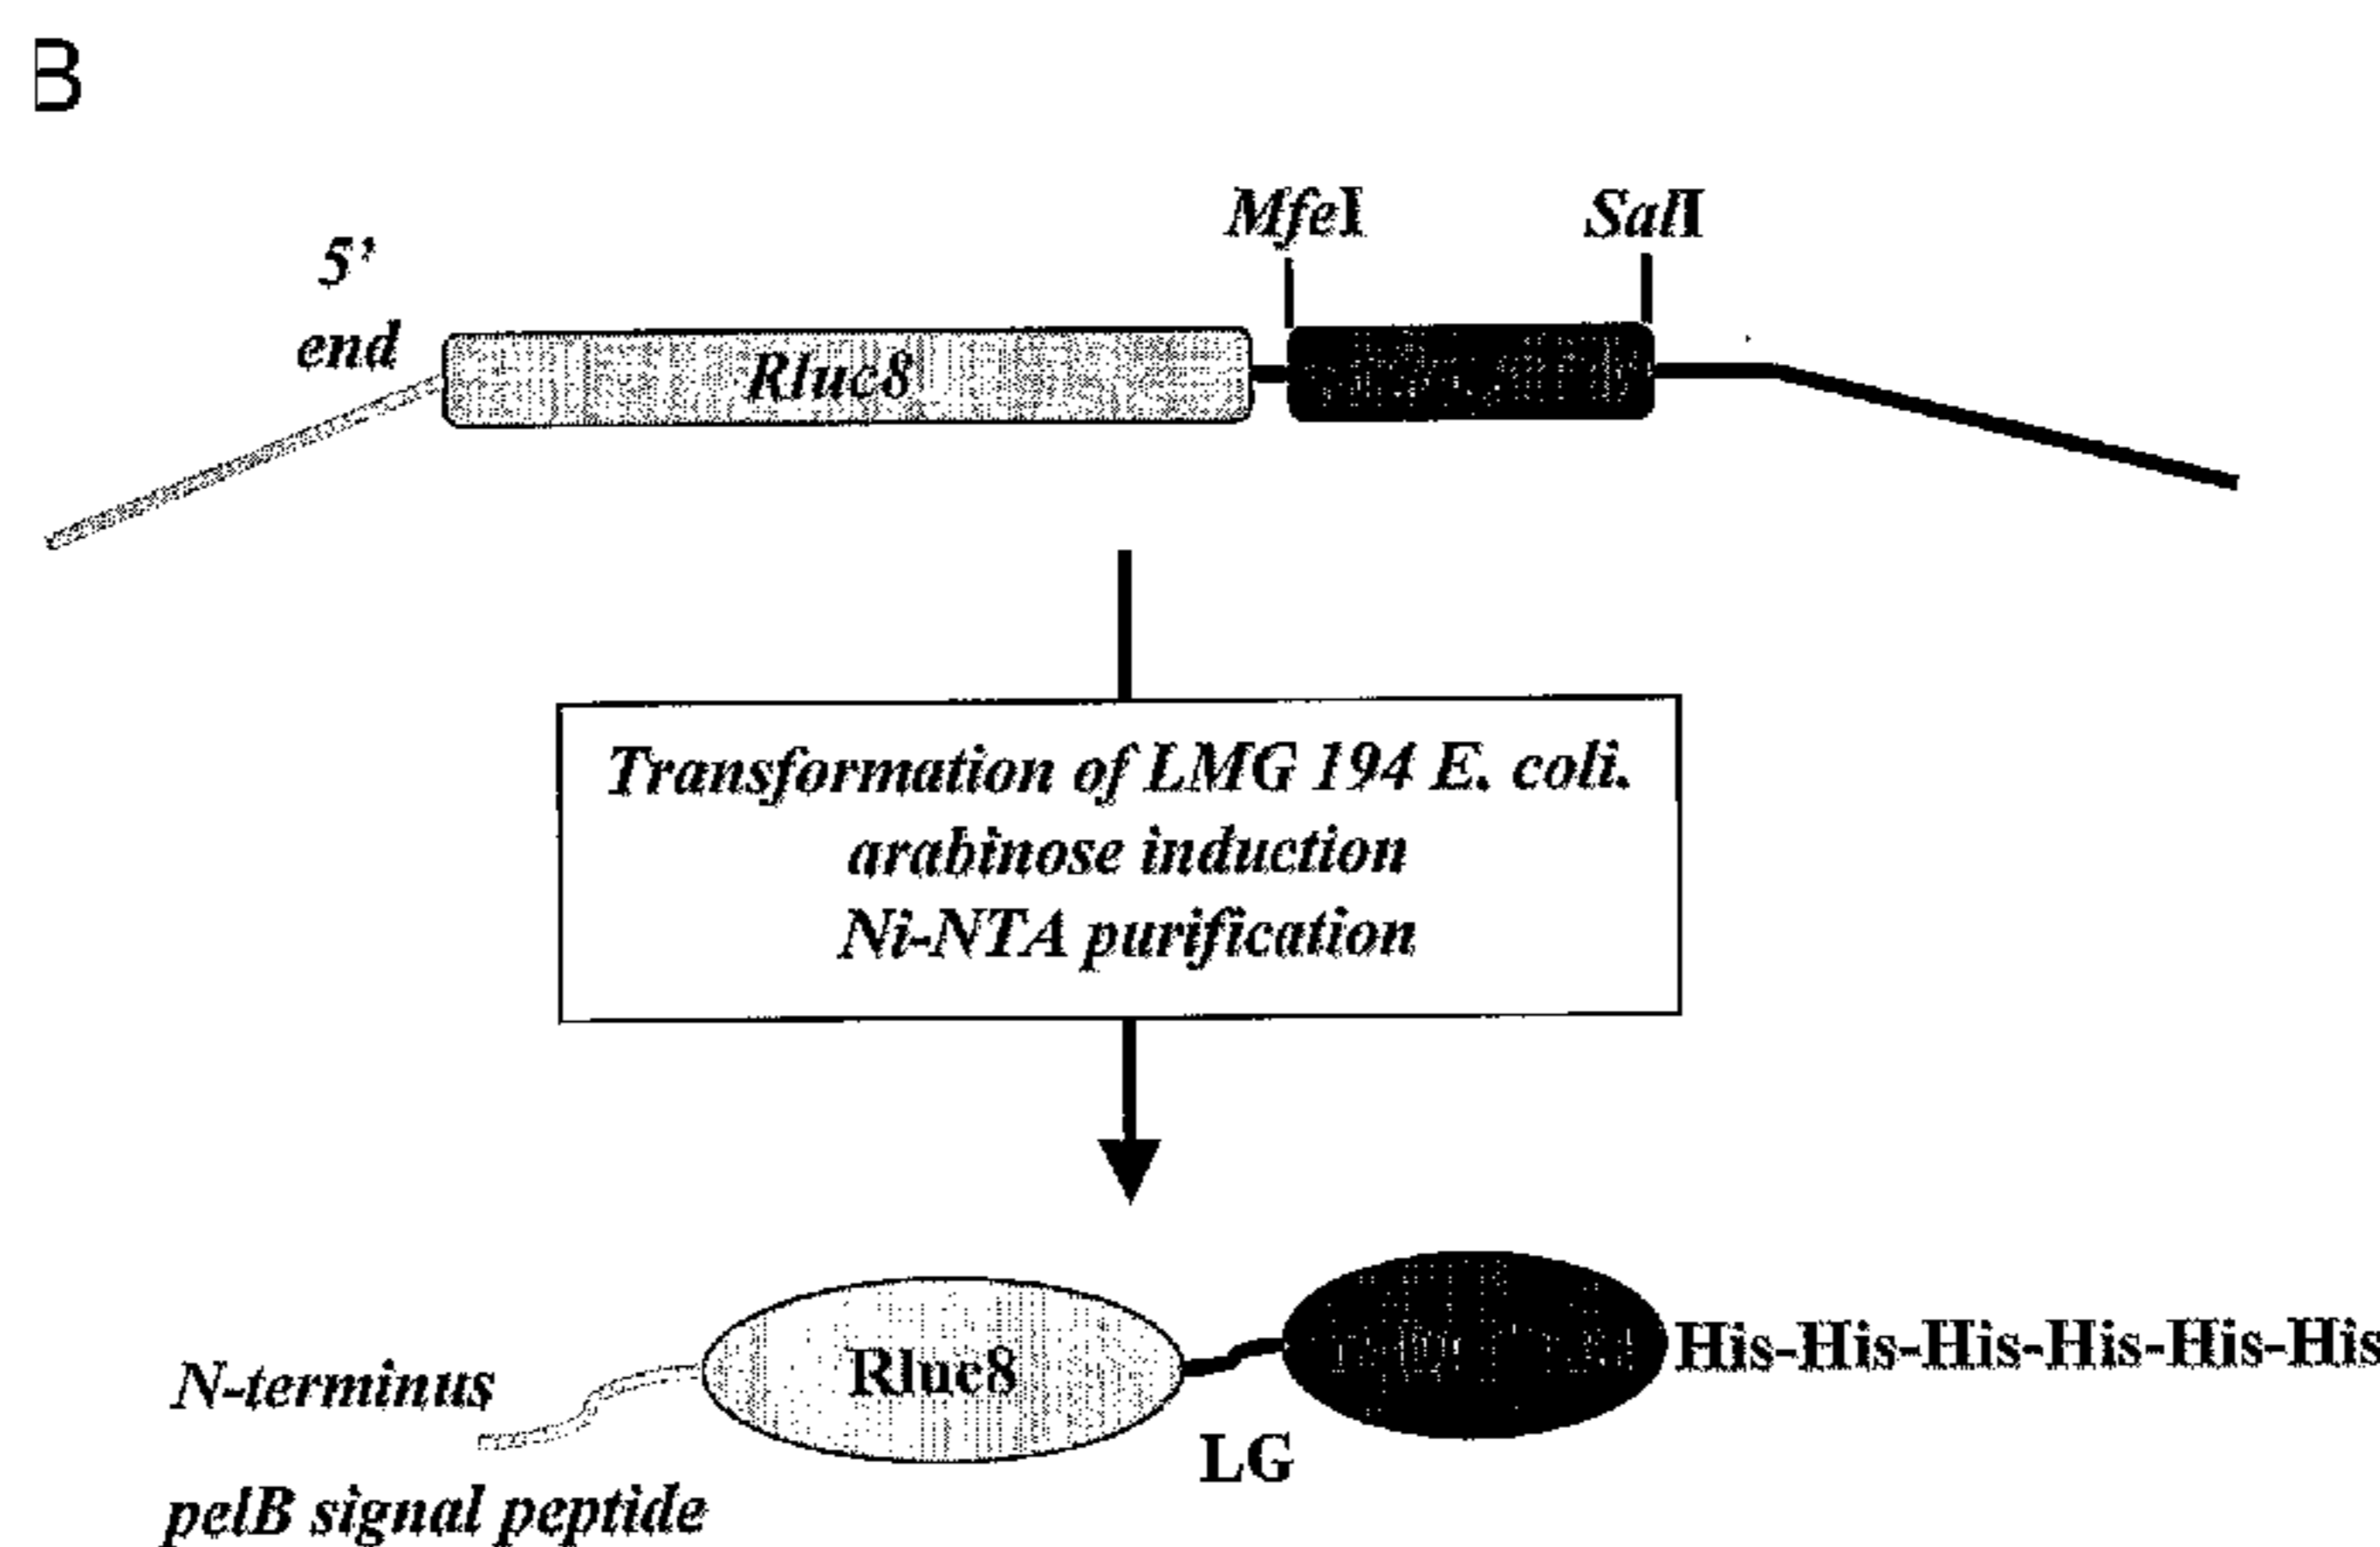 B
MfeI
SalI
5'
end
Rluc8
Transformation of LMG 194 E. coli.
arabinose induction
Ni-NTA purification
Rluc8
His-His-His-His-His-His
N-terminus
LG
pelB signal peptide